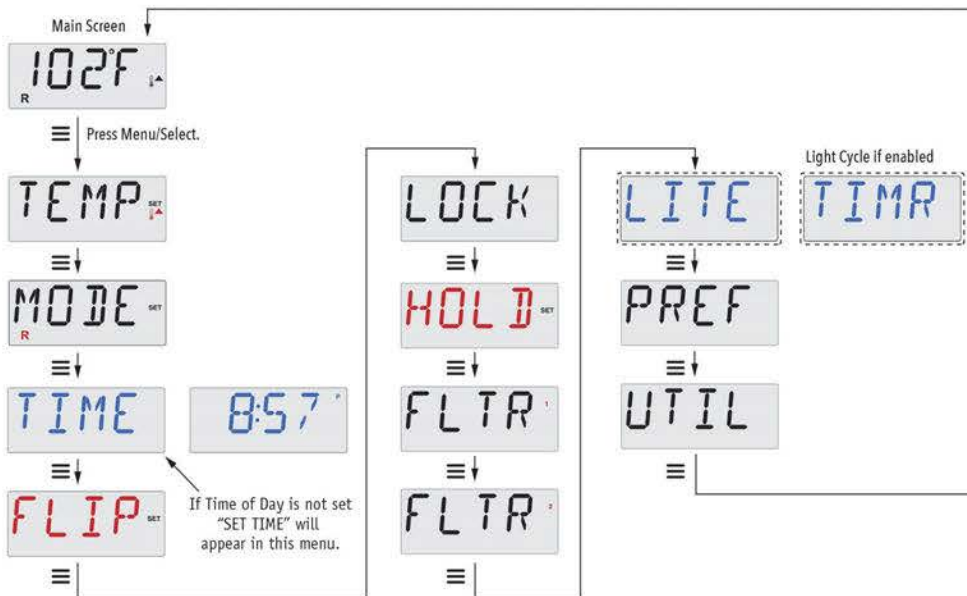 Main Screen
102°F
R
Press Menu/Select.
TEMP SET
MODE SET
R
TIME
8:57 P
If Time of Day is not set
"SET TIME" will
appear in this menu.
FLIP SET
LOCK
HOLD SET
FLTR 1
FLTR 2
Light Cycle if enabled
LITE
TIMR
PREF
UTIL